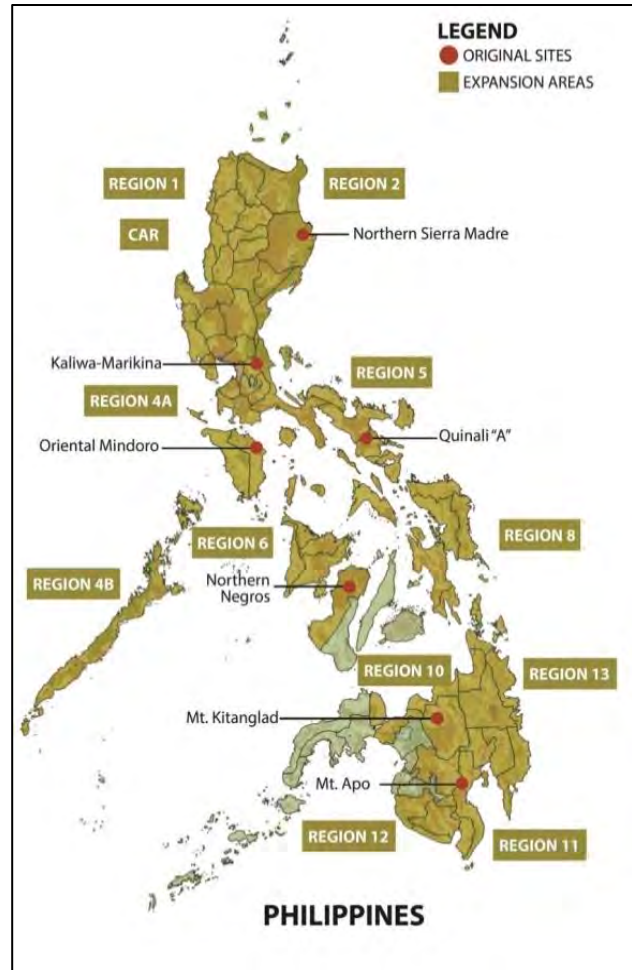 LEGEND
ORIGINAL SITES
EXPANSION AREAS
REGION 1
REGION 2
CAR
Northern Sierra Madre
Kaliwa-Marikina
REGION 5
REGION 4A
Oriental Mindoro
Quinali "A"
REGION 6
REGION 8
REGION 4B
Northern
Negros
REGION 10
REGION 13
Mt. Kitanglad
Mt. Apo
REGION 12
REGION 11
PHILIPPINES